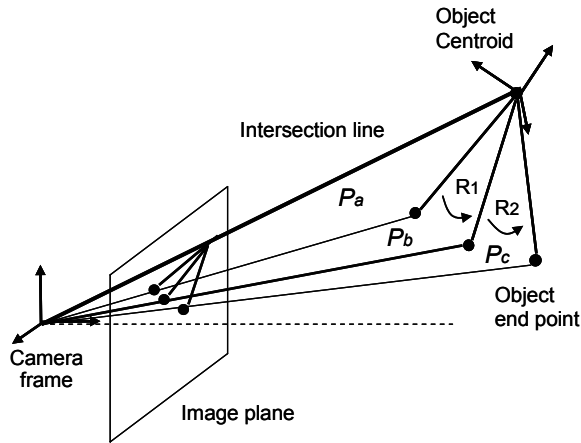 Object
Centroid
Intersection line
Pa
R1
R2
Pb
Pc
Object
end point
Camera
frame
Image plane